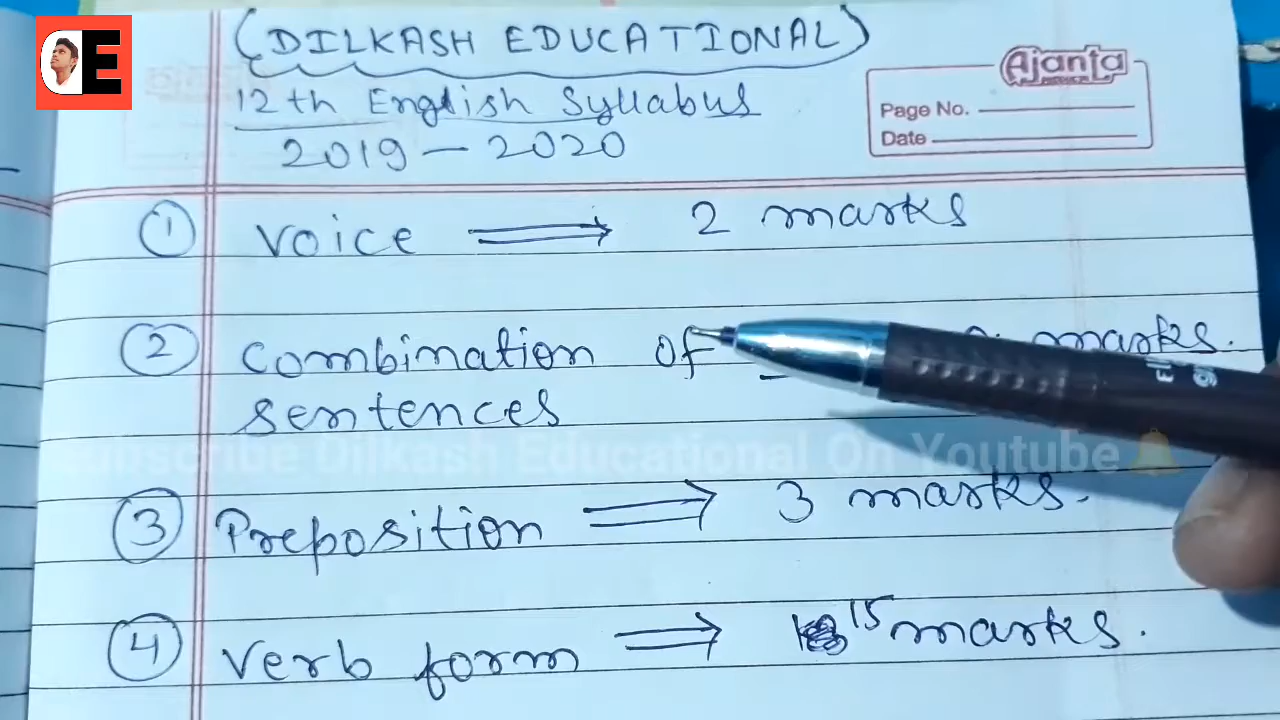 E
(DILKASH EDUCATIONAL)
12th English Syllabus
2019 - 2020
Ajanta
Page No.
Date
① Voice ⟹ 2 marks
② Combination of marks.
sentences
Subscribe Dilkash Educational On Youtube
③ Preposition ⟹ 3 marks.
④ Verb form ⟹ 15 marks.